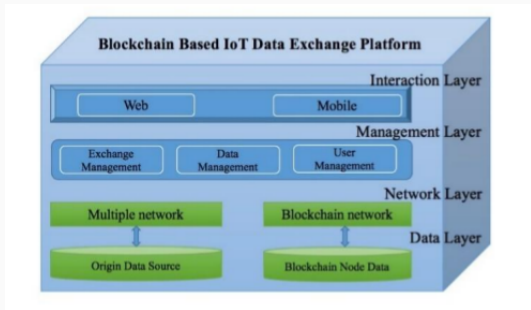 Blockchain Based IoT Data Exchange Platform
Interaction Layer
Web
Mobile
Management Layer
Exchange
Management
Data
Management
User
Management
Network Layer
Multiple network
Blockchain network
Data Layer
Origin Data Source
Blockchain Node Data